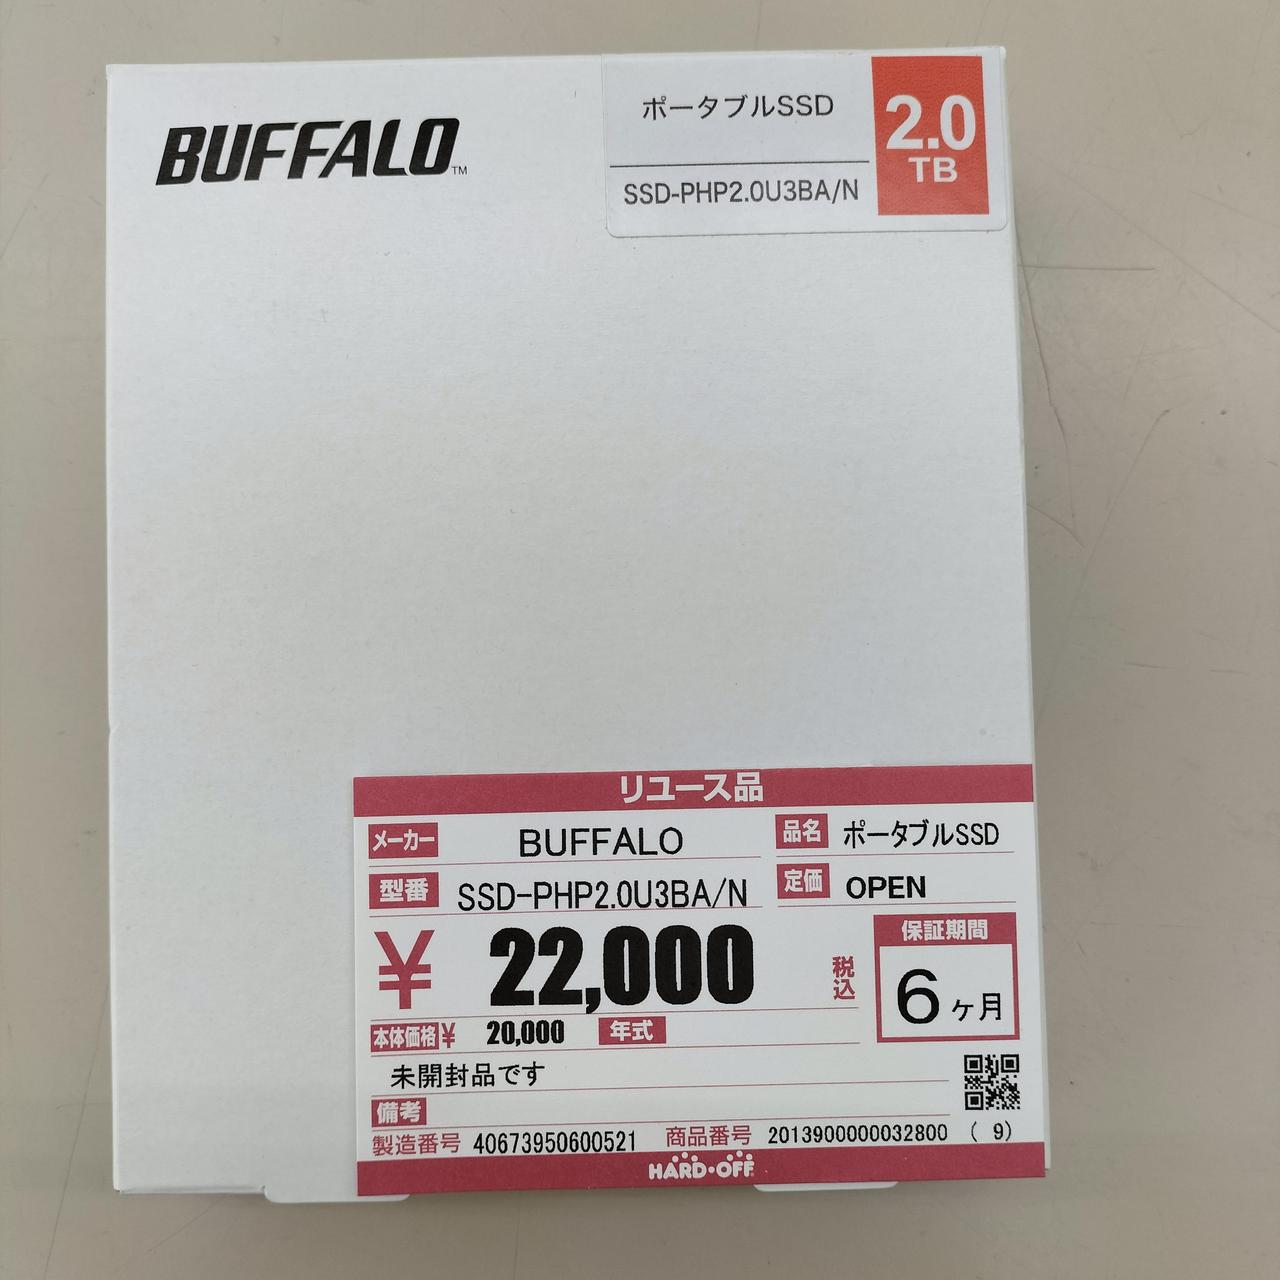 BUFFALO™
ポータブルSSD
SSD-PHP2.0U3BA/N
2.0
TB
リユース品
メーカー BUFFALO 品名 ポータブルSSD
型番 SSD-PHP2.0U3BA/N 定価 OPEN
¥ 22,000 税込
保証期間
6ヶ月
本体価格¥ 20,000 年式
未開封品です
備考
製造番号 40673950600521 商品番号 2013900000032800 ( 9)
HARD・OFF